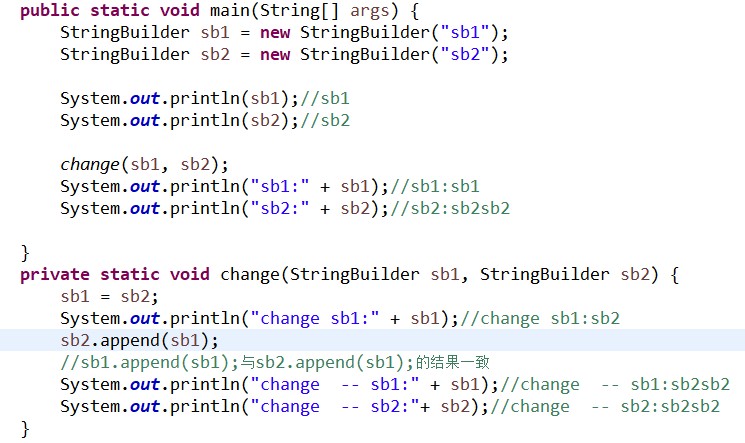 public static void main(String[] args) {
    StringBuilder sb1 = new StringBuilder("sb1");
    StringBuilder sb2 = new StringBuilder("sb2");

    System.out.println(sb1);//sb1
    System.out.println(sb2);//sb2

    change(sb1, sb2);
    System.out.println("sb1:" + sb1);//sb1:sb1
    System.out.println("sb2:" + sb2);//sb2:sb2sb2

}
private static void change(StringBuilder sb1, StringBuilder sb2) {
    sb1 = sb2;
    System.out.println("change sb1:" + sb1);//change sb1:sb2
    sb2.append(sb1);
    //sb1.append(sb1);与sb2.append(sb1);的结果一致
    System.out.println("change  -- sb1:" + sb1);//change  -- sb1:sb2sb2
    System.out.println("change  -- sb2:"+ sb2);//change  -- sb2:sb2sb2
}